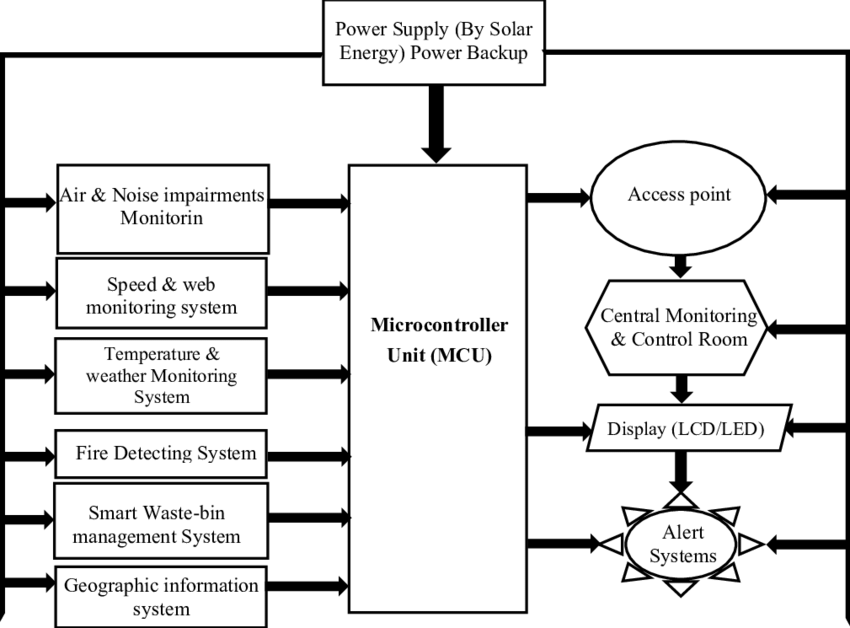 Power Supply (By Solar
Energy) Power Backup
Air & Noise impairments
Monitorin
Speed & web
monitoring system
Temperature &
weather Monitoring
System
Fire Detecting System
Smart Waste-bin
management System
Geographic information
system
Microcontroller
Unit (MCU)
Access point
Central Monitoring
& Control Room
Display (LCD/LED)
Alert
Systems